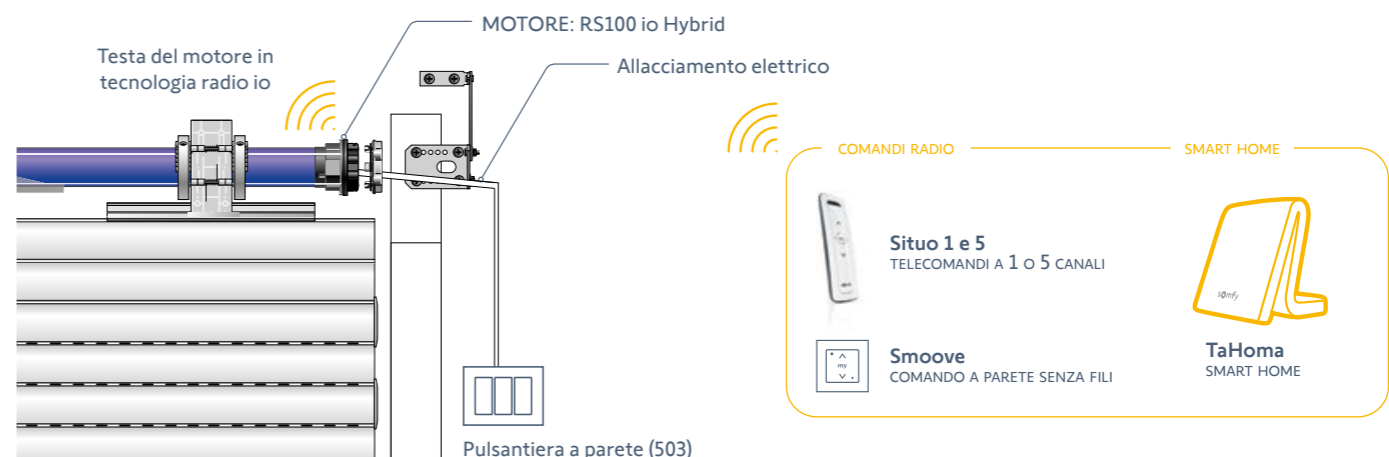 MOTORE: RS100 io Hybrid
Testa del motore in
tecnologia radio io
Allacciamento elettrico
COMANDI RADIO
SMART HOME
Situo 1 e 5
TELECOMANDI A 1 O 5 CANALI
somfy
my
Smoove
COMANDO A PARETE SENZA FILI
TaHoma
SMART HOME
Pulsantiera a parete (503)